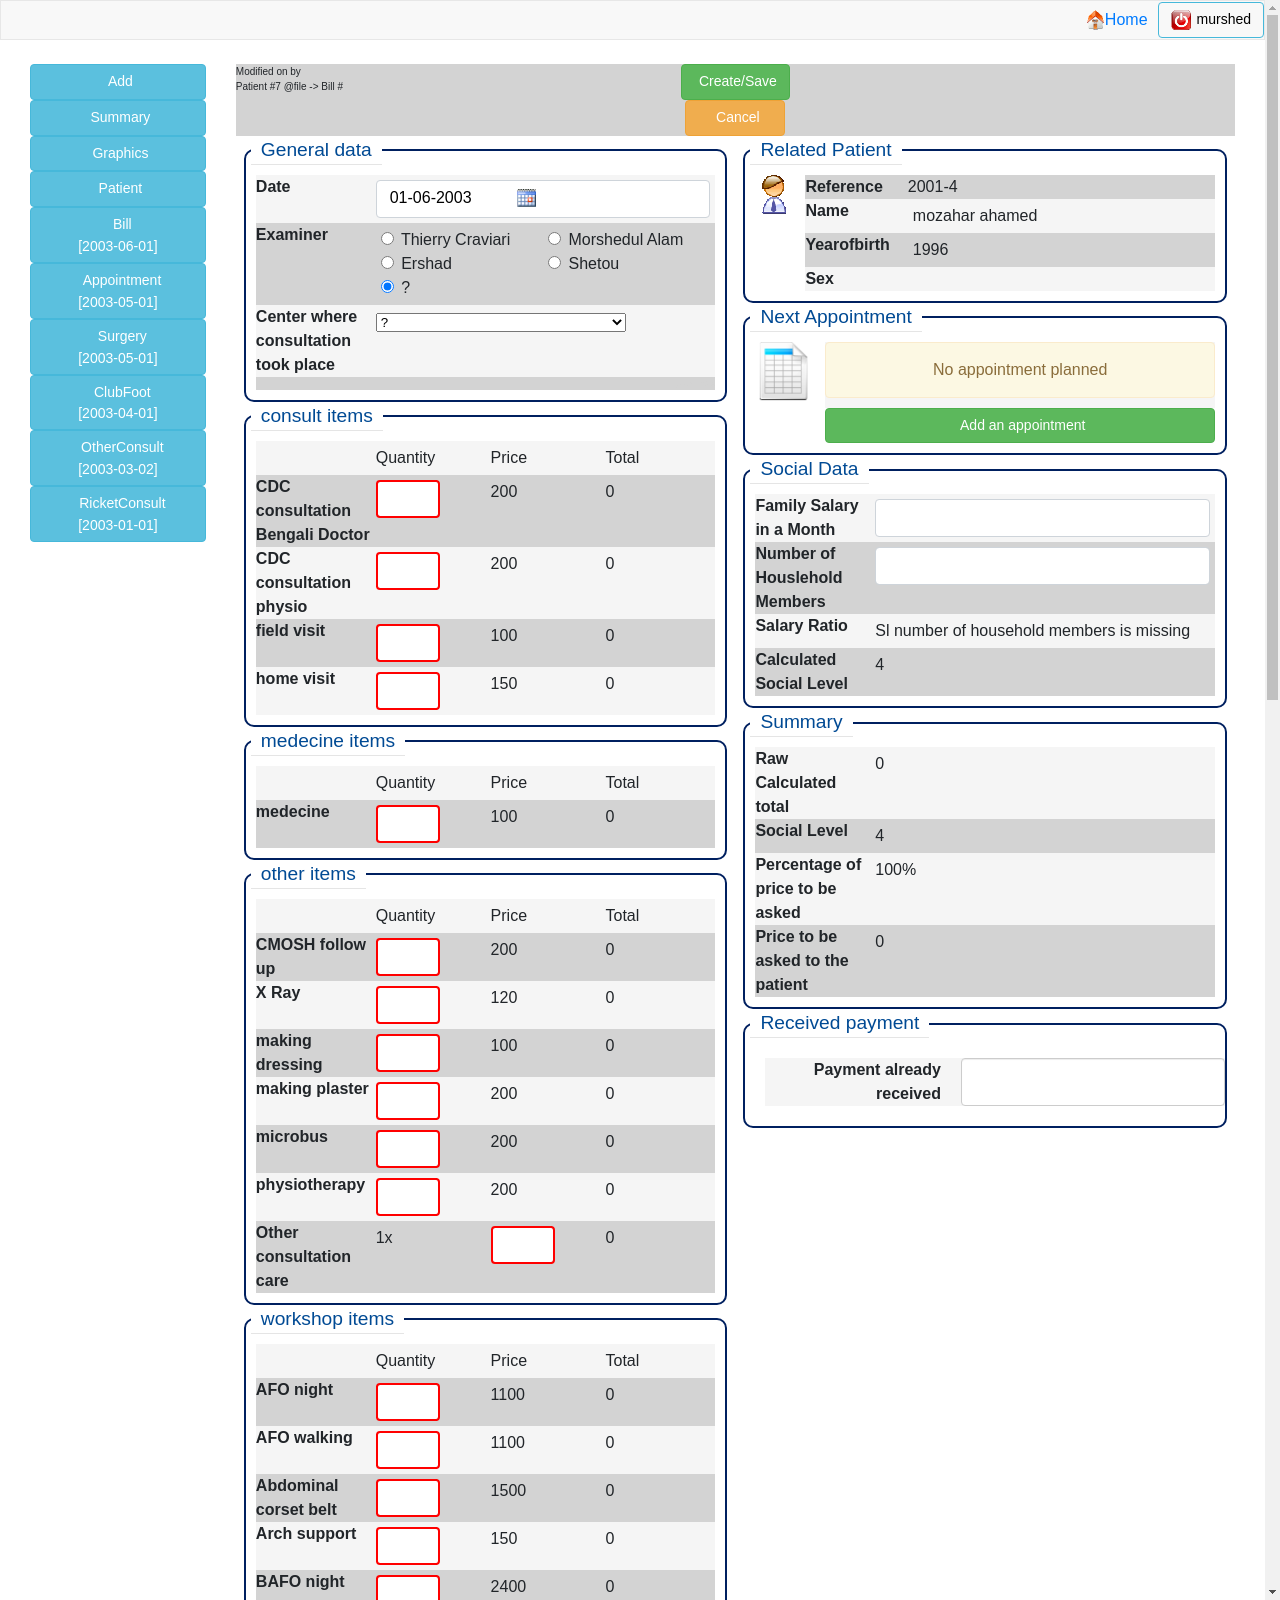 Home
murshed
Add
Summary
Graphics
Patient
Bill
[2003-06-01]
Appointment
[2003-05-01]
Surgery
[2003-05-01]
ClubFoot
[2003-04-01]
OtherConsult
[2003-03-02]
RicketConsult
[2003-01-01]
Modified on by
Patient #7 @file -> Bill #
Create/Save
Cancel
General data
Date 01-06-2003
Examiner Thierry Craviari Morshedul Alam
Ershad Shetou
?
Center where ?
consultation
took place
consult items
Quantity Price Total
CDC 200 0
consultation
Bengali Doctor
CDC 200 0
consultation
physio
field visit 100 0
home visit 150 0
medecine items
Quantity Price Total
medecine 100 0
other items
Quantity Price Total
CMOSH follow 200 0
up
X Ray 120 0
making 100 0
dressing
making plaster 200 0
microbus 200 0
physiotherapy 200 0
Other 1x 0
consultation
care
workshop items
Quantity Price Total
AFO night 1100 0
AFO walking 1100 0
Abdominal 1500 0
corset belt
Arch support 150 0
BAFO night 2400 0
Related Patient
Reference 2001-4
Name mozahar ahamed
Yearofbirth 1996
Sex
Next Appointment
No appointment planned
Add an appointment
Social Data
Family Salary
in a Month
Number of
Houslehold
Members
Salary Ratio Sl number of household members is missing
Calculated 4
Social Level
Summary
Raw 0
Calculated
total
Social Level 4
Percentage of 100%
price to be
asked
Price to be 0
asked to the
patient
Received payment
Payment already
received